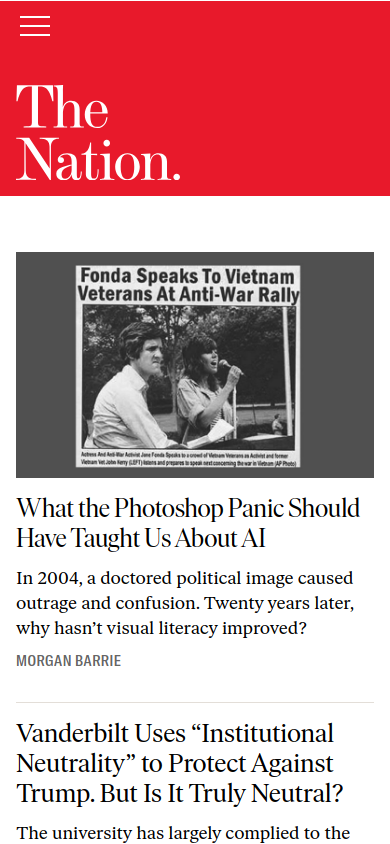 The
Nation.
Fonda Speaks To Vietnam
Veterans At Anti-War Rally
Actress And Anti-War Activist Jane Fonda Speaks to a crowd of Vietnam Veterans as Activist and former
Vietnam Vet John Kerry (LEFT) listens and prepares to speak next concerning the war in Vietnam (AP Photo)
What the Photoshop Panic Should
Have Taught Us About AI
In 2004, a doctored political image caused
outrage and confusion. Twenty years later,
why hasn’t visual literacy improved?
MORGAN BARRIE
Vanderbilt Uses “Institutional
Neutrality” to Protect Against
Trump. But Is It Truly Neutral?
The university has largely complied to the